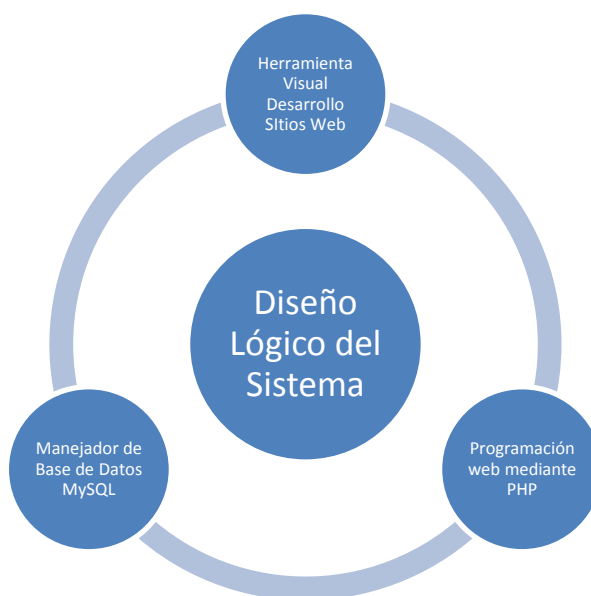 Herramienta
Visual
Desarrollo
SItios Web
Diseño
Lógico del
Sistema
Manejador de
Base de Datos
MySQL
Programación
web mediante
PHP